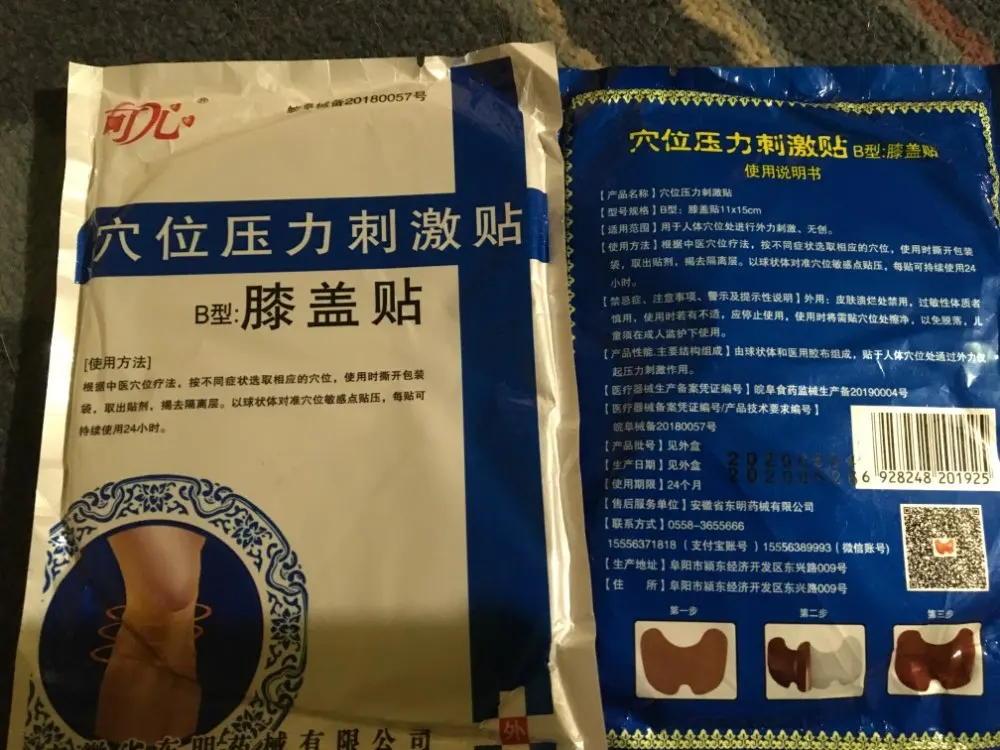 皖阜械备20180057号
穴位压力刺激贴
B型:膝盖贴
[使用方法]
根据中医穴位疗法，按不同症状选取相应的穴位，使用时撕开包装
袋，取出贴剂，揭去隔离层。以球状体对准穴位敏感点贴压，每贴可
持续使用24小时。
东明药械有限公司
外
穴位压力刺激贴 B型:膝盖贴
使用说明书
【产品名称】穴位压力刺激贴
【型号规格】B型：膝盖贴11x15cm
【适用范围】用于人体穴位处进行外力刺激、无创。
【使用方法】根据中医穴位疗法，按不同症状选取相应的穴位，使用时撕开包装
袋，取出贴剂，揭去隔离层。以球状体对准穴位敏感点贴压，每贴可持续使用24
小时。
【禁忌症、注意事项、警示及提示性说明】外用：皮肤溃烂处禁用，过敏性体质者
慎用，使用时若有不适，应停止使用，使用时将需贴穴位处擦净，以免脱落，儿
童须在成人监护下使用。
【产品性能.主要结构组成】由球状体和医用胶布组成，贴于人体穴位处通过外力仅
起压力刺激作用。
【医疗器械生产备案凭证编号】皖阜食药监械生产备20190004号
【医疗器械备案凭证编号/产品技术要求编号】
皖阜械备20180057号
【产品批号】见外盒
【生产日期】见外盒
【使用期限】24个月
【售后服务单位】安徽省东明药械有限公司
【联系方式】0558-3655666
15556371818（支付宝账号）15556389993（微信账号）
【生产地址】阜阳市颍东经济开发区东兴路009号
【住 所】阜阳市颍东经济开发区东兴路009号
6 928248 201925
第一步 第二步 第三步